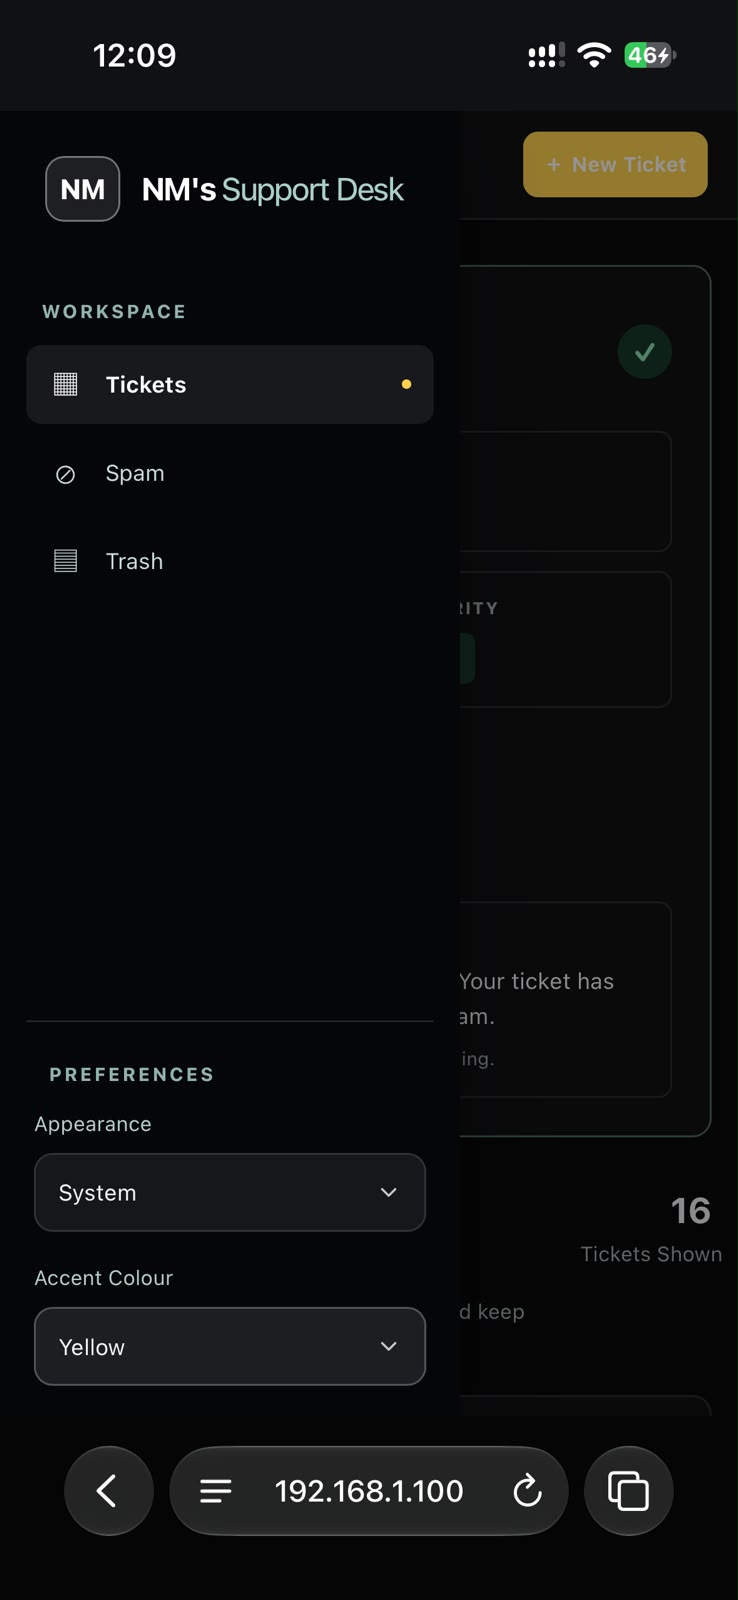 12:09
46
NM NM's Support Desk
+ New Ticket
WORKSPACE
Tickets
Spam
Trash
RITY
Your ticket has
am.
ing.
PREFERENCES
Appearance
System
Accent Colour
Yellow
16
Tickets Shown
d keep
192.168.1.100